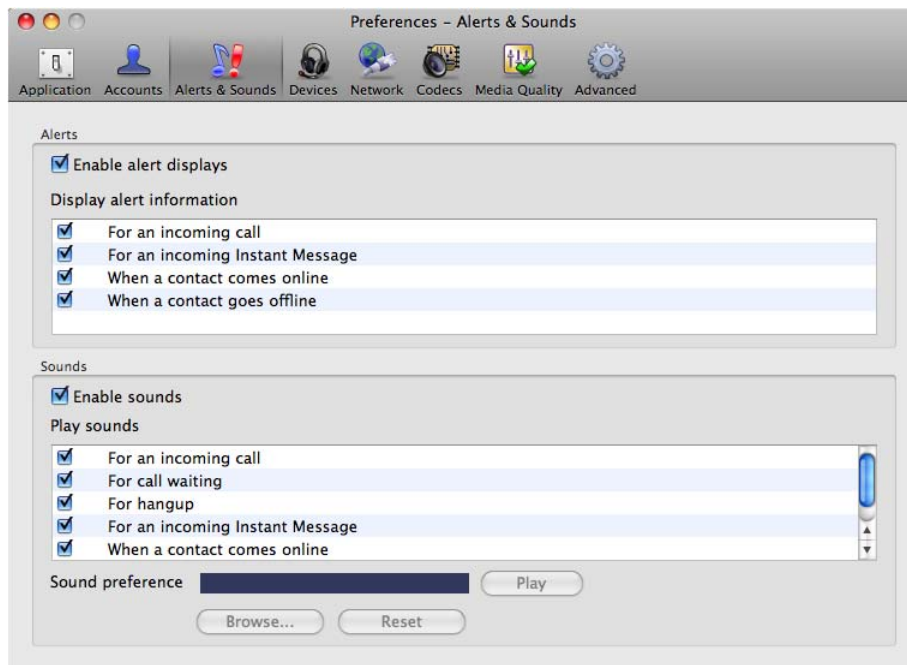 Preferences – Alerts & Sounds
Application Accounts Alerts & Sounds Devices Network Codecs Media Quality Advanced
Alerts
Enable alert displays
Display alert information
For an incoming call
For an incoming Instant Message
When a contact comes online
When a contact goes offline
Sounds
Enable sounds
Play sounds
For an incoming call
For call waiting
For hangup
For an incoming Instant Message
When a contact comes online
Sound preference Play
Browse... Reset